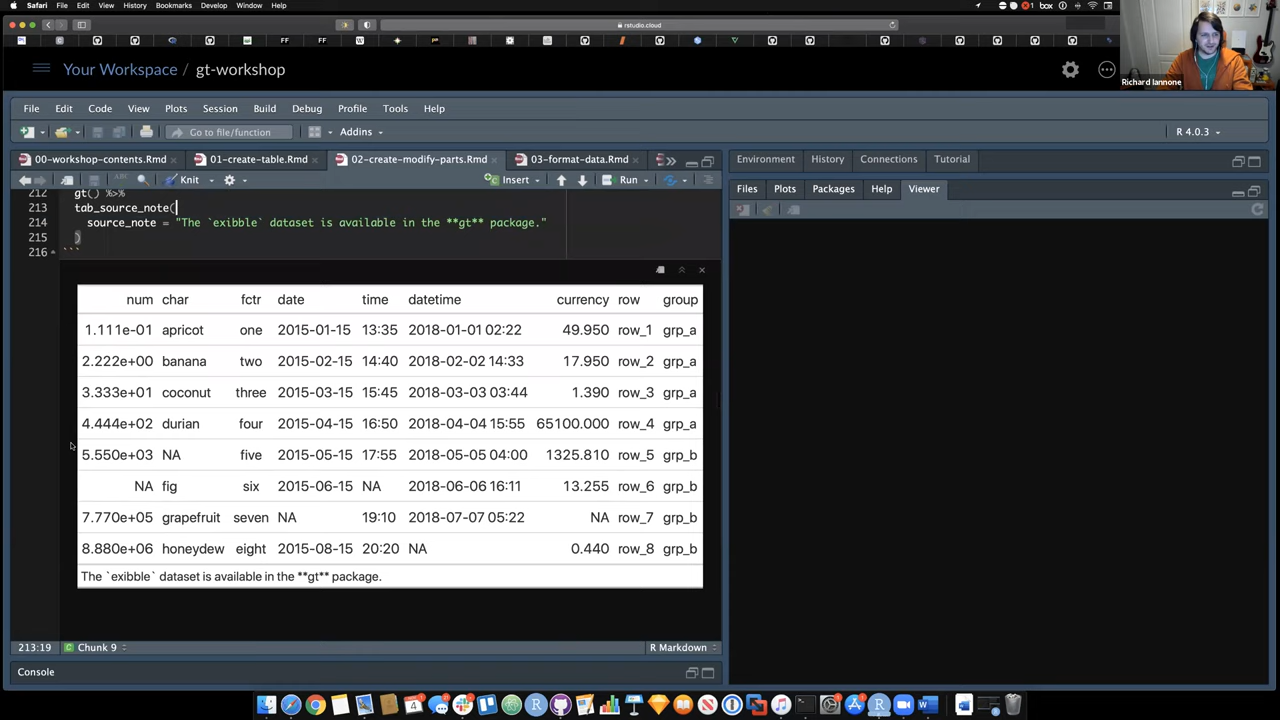 Safari File Edit View History Bookmarks Develop Window Help
box
rstudio.cloud
FF FF W
Your Workspace / gt-workshop
Richard Iannone
File Edit Code View Plots Session Build Debug Profile Tools Help
Go to file/function Addins R 4.0.3
00-workshop-contents.Rmd 01-create-table.Rmd 02-create-modify-parts.Rmd 03-format-data.Rmd
Environment History Connections Tutorial
Knit Insert Run
Files Plots Packages Help Viewer
212 gt() %>%
213 tab_source_note(
214 source_note = "The `exibble` dataset is available in the **gt** package."
215 )
216 ```
num char fctr date time datetime currency row group
1.111e-01 apricot one 2015-01-15 13:35 2018-01-01 02:22 49.950 row_1 grp_a
2.222e+00 banana two 2015-02-15 14:40 2018-02-02 14:33 17.950 row_2 grp_a
3.333e+01 coconut three 2015-03-15 15:45 2018-03-03 03:44 1.390 row_3 grp_a
4.444e+02 durian four 2015-04-15 16:50 2018-04-04 15:55 65100.000 row_4 grp_a
5.550e+03 NA five 2015-05-15 17:55 2018-05-05 04:00 1325.810 row_5 grp_b
NA fig six 2015-06-15 NA 2018-06-06 16:11 13.255 row_6 grp_b
7.770e+05 grapefruit seven NA 19:10 2018-07-07 05:22 NA row_7 grp_b
8.880e+06 honeydew eight 2015-08-15 20:20 NA 0.440 row_8 grp_b
The `exibble` dataset is available in the **gt** package.
213:19 Chunk 9 R Markdown
Console